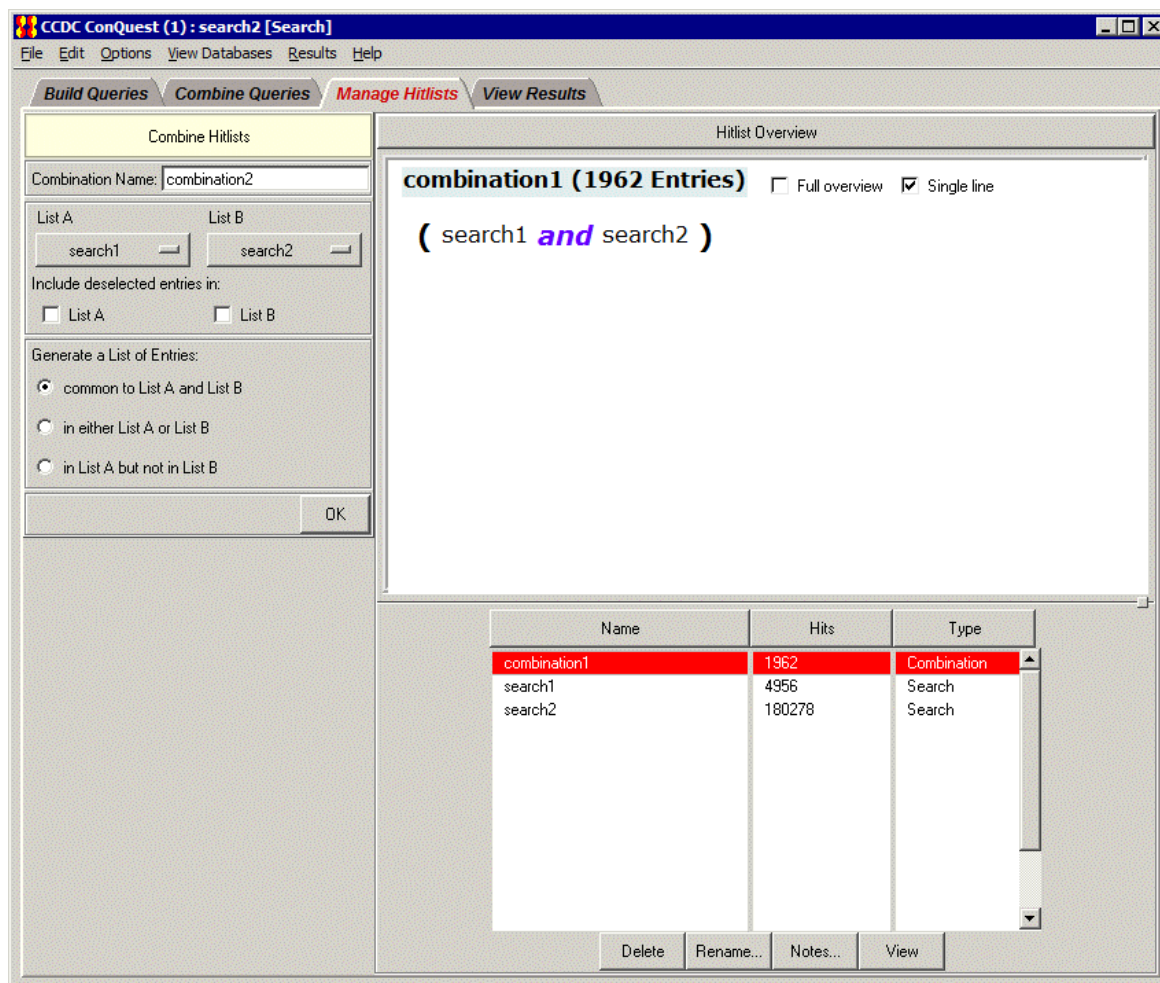 CCDC ConQuest (1) : search2 [Search]
File Edit Options View Databases Results Help
Build Queries Combine Queries Manage Hitlists View Results
Combine Hitlists
Combination Name: combination2
List A List B
search1 search2
Include deselected entries in:
List A List B
Generate a List of Entries:
common to List A and List B
in either List A or List B
in List A but not in List B
OK
Hitlist Overview
combination1 (1962 Entries) Full overview Single line
( search1 and search2 )
Name Hits Type
combination1 1962 Combination
search1 4956 Search
search2 180278 Search
Delete Rename... Notes... View